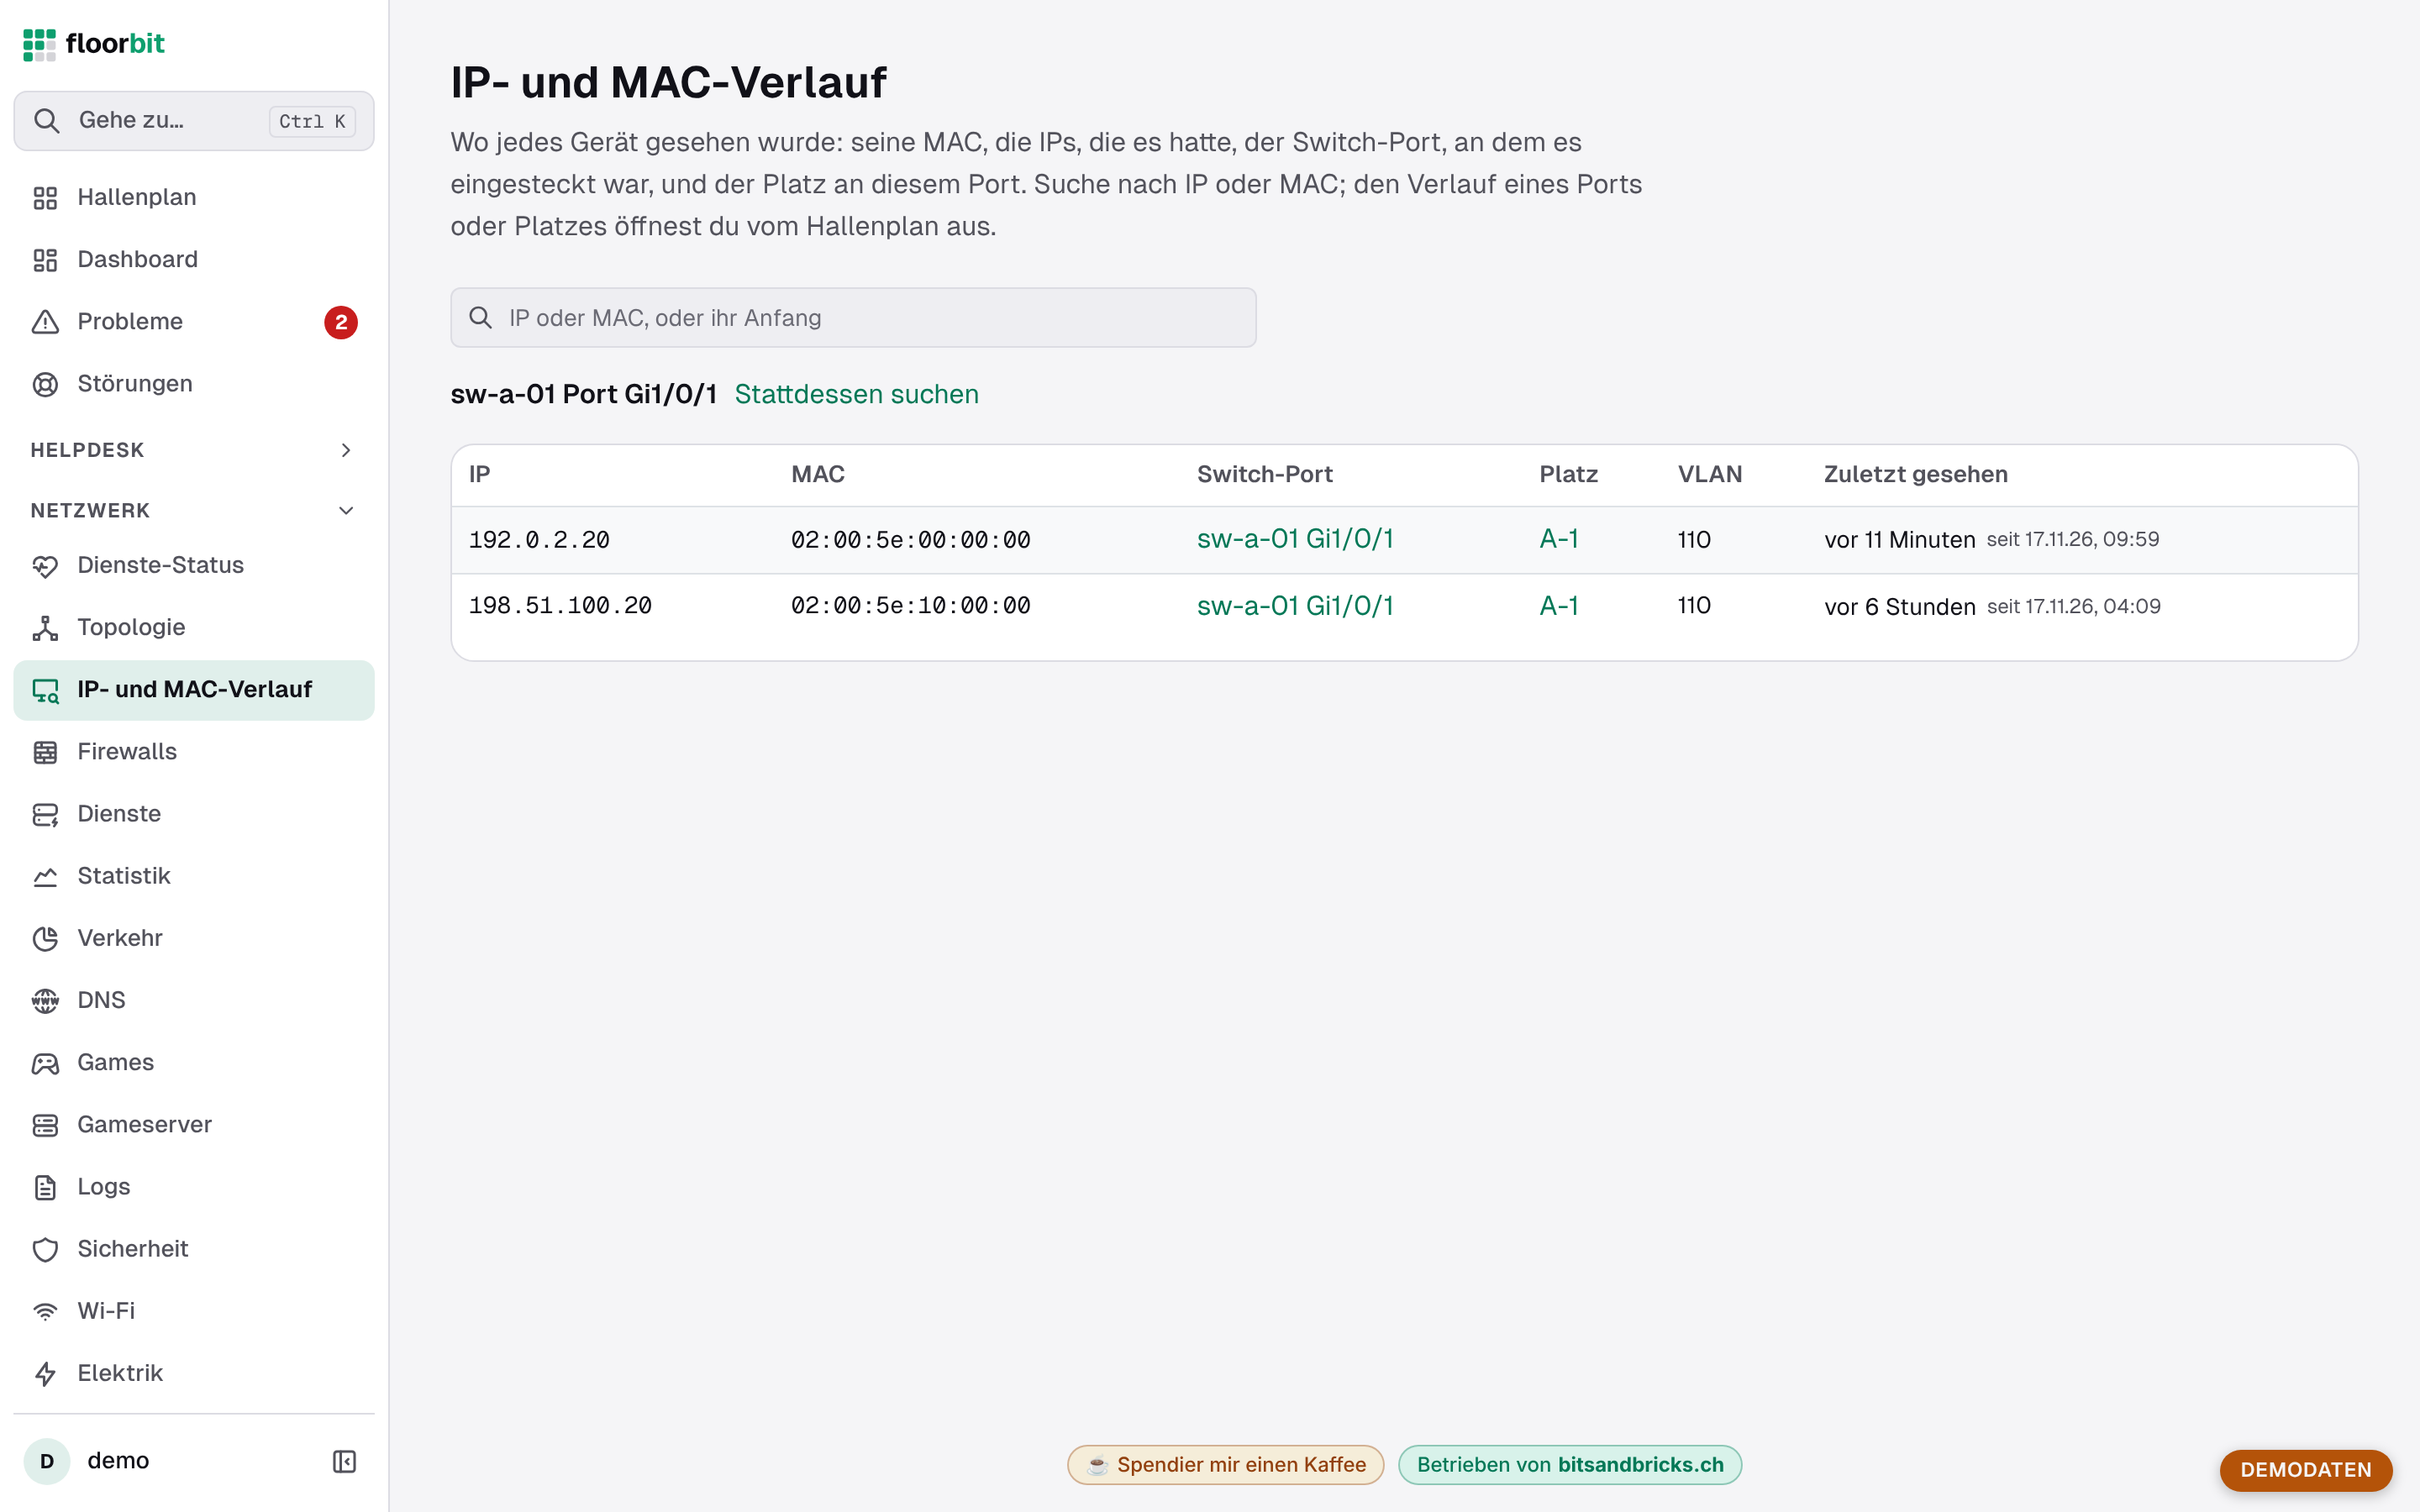 floorbit
Gehe zu... Ctrl K
Hallenplan
Dashboard
Probleme 2
Störungen
HELPDESK
NETZWERK
Dienste-Status
Topologie
IP- und MAC-Verlauf
Firewalls
Dienste
Statistik
Verkehr
DNS
Games
Gameserver
Logs
Sicherheit
Wi-Fi
Elektrik
D demo
IP- und MAC-Verlauf
Wo jedes Gerät gesehen wurde: seine MAC, die IPs, die es hatte, der Switch-Port, an dem es
eingesteckt war, und der Platz an diesem Port. Suche nach IP oder MAC; den Verlauf eines Ports
oder Platzes öffnest du vom Hallenplan aus.
IP oder MAC, oder ihr Anfang
sw-a-01 Port Gi1/0/1 Stattdessen suchen
IP MAC Switch-Port Platz VLAN Zuletzt gesehen
192.0.2.20 02:00:5e:00:00:00 sw-a-01 Gi1/0/1 A-1 110 vor 11 Minuten seit 17.11.26, 09:59
198.51.100.20 02:00:5e:10:00:00 sw-a-01 Gi1/0/1 A-1 110 vor 6 Stunden seit 17.11.26, 04:09
Spendier mir einen Kaffee Betrieben von bitsandbricks.ch
DEMODATEN